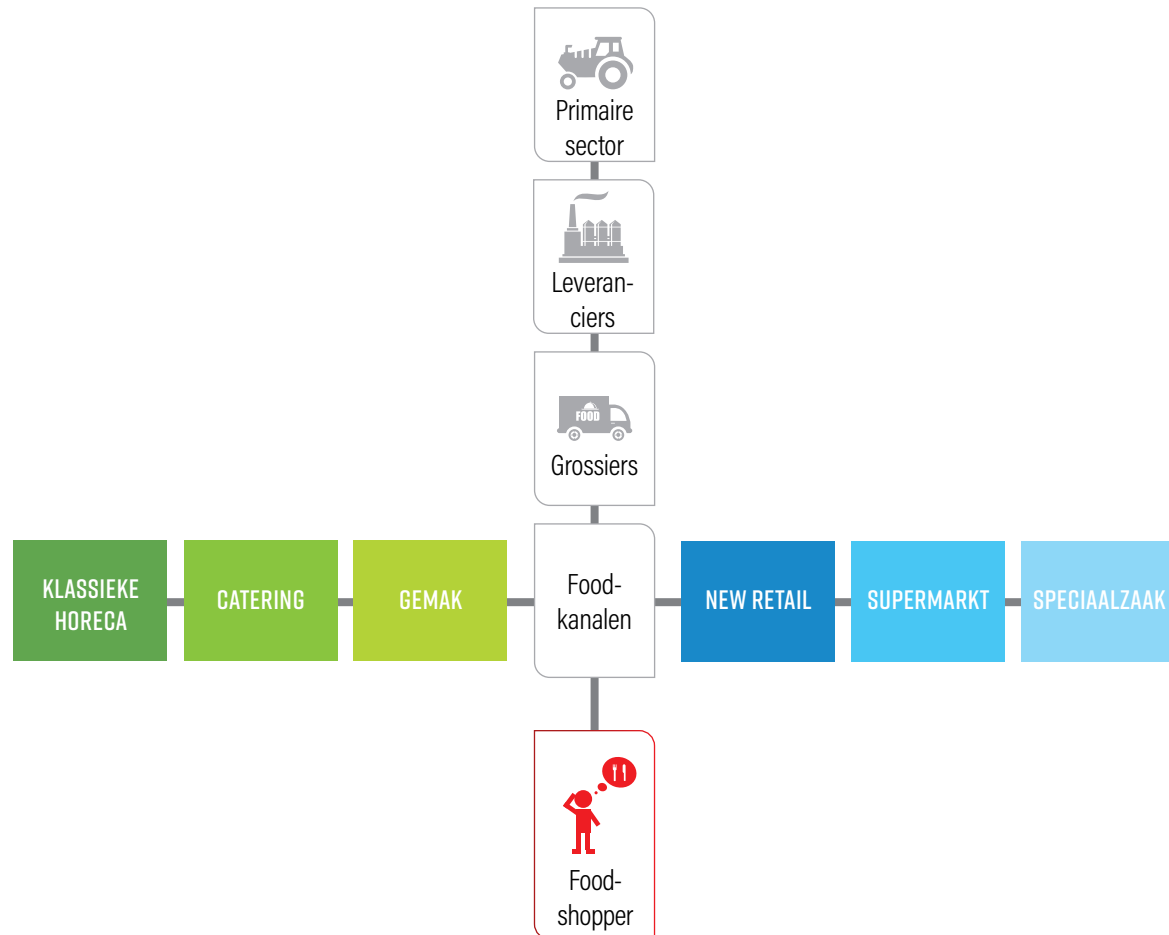 Primaire
sector
Leveran-
ciers
FOOD
Grossiers
KLASSIEKE
HORECA
CATERING
GEMAK
Food-
kanalen
NEW RETAIL
SUPERMARKT
SPECIAALZAAK
Food-
shopper